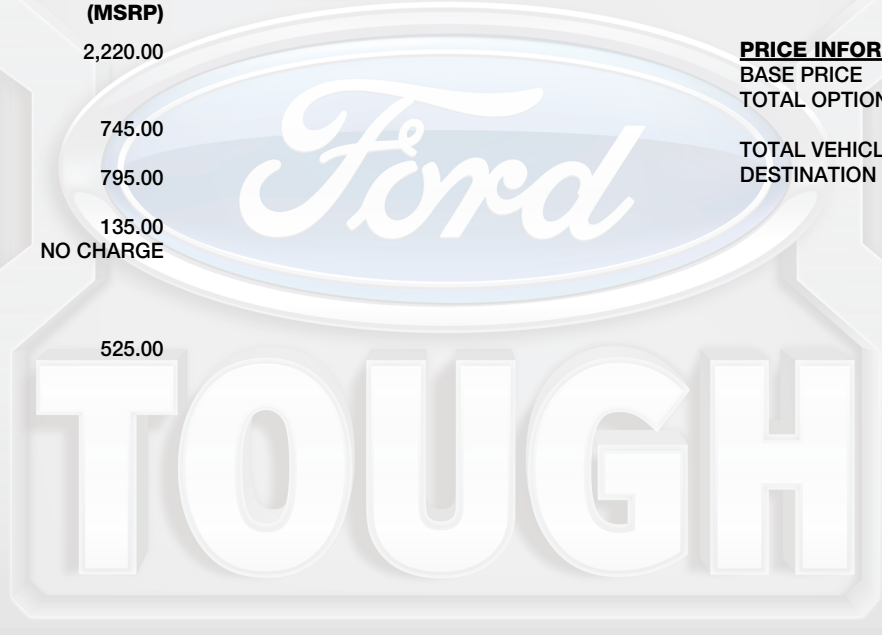 (MSRP)
2,220.00
745.00
795.00
135.00
NO CHARGE
525.00
PRICE INFOR
BASE PRICE
TOTAL OPTION
TOTAL VEHICL
DESTINATION
Ford
TOUGH